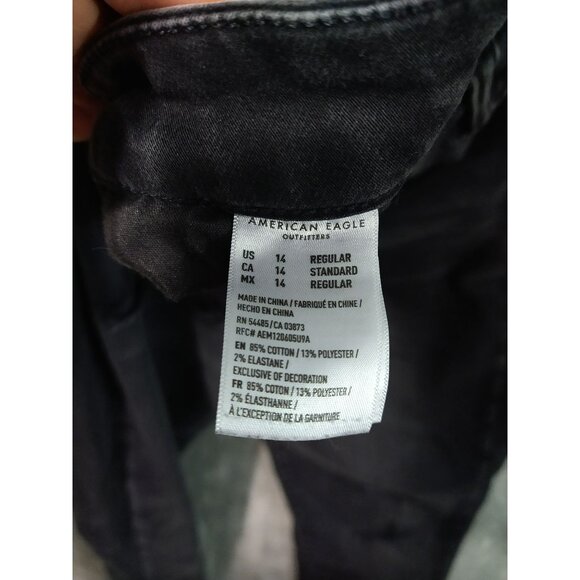 AMERICAN EAGLE
OUTFITTERS
US 14 REGULAR
CA 14 STANDARD
MX 14 REGULAR
MADE IN CHINA / FABRIQUÉ EN CHINE /
HECHO EN CHINA
RN 54485/CA 03873
RFC# AEM120605U9A
EN 85% COTTON / 13% POLYESTER /
2% ELASTANE /
EXCLUSIVE OF DECORATION
FR 85% COTON / 13% POLYESTER /
2% ÉLASTHANNE /
À L'EXCEPTION DE LA GARNITURE